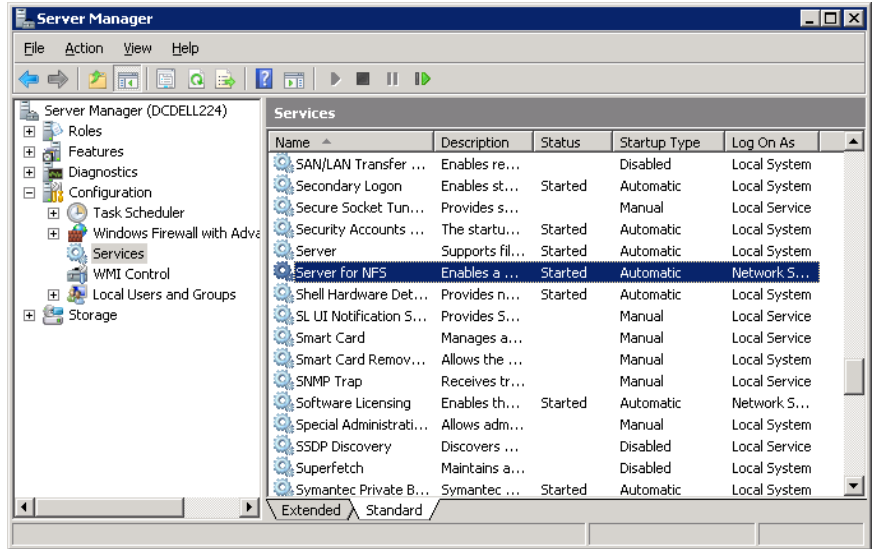 Server Manager
File Action View Help
Server Manager (DCDELL224)
Roles
Features
Diagnostics
Configuration
Task Scheduler
Windows Firewall with Adva
Services
WMI Control
Local Users and Groups
Storage
Services
Name Description Status Startup Type Log On As
SAN/LAN Transfer ... Enables re... Disabled Local System
Secondary Logon Enables st... Started Automatic Local System
Secure Socket Tun... Provides s... Manual Local Service
Security Accounts ... The startu... Started Automatic Local System
Server Supports fil... Started Automatic Local System
Server for NFS Enables a ... Started Automatic Network S...
Shell Hardware Det... Provides n... Started Automatic Local System
SL UI Notification S... Provides S... Manual Local Service
Smart Card Manages a... Manual Local Service
Smart Card Remov... Allows the ... Manual Local System
SNMP Trap Receives tr... Manual Local Service
Software Licensing Enables th... Started Automatic Network S...
Special Administrati... Allows adm... Manual Local System
SSDP Discovery Discovers ... Disabled Local Service
Superfetch Maintains a... Disabled Local System
Symantec Private B... Symantec ... Started Automatic Local System
Extended Standard